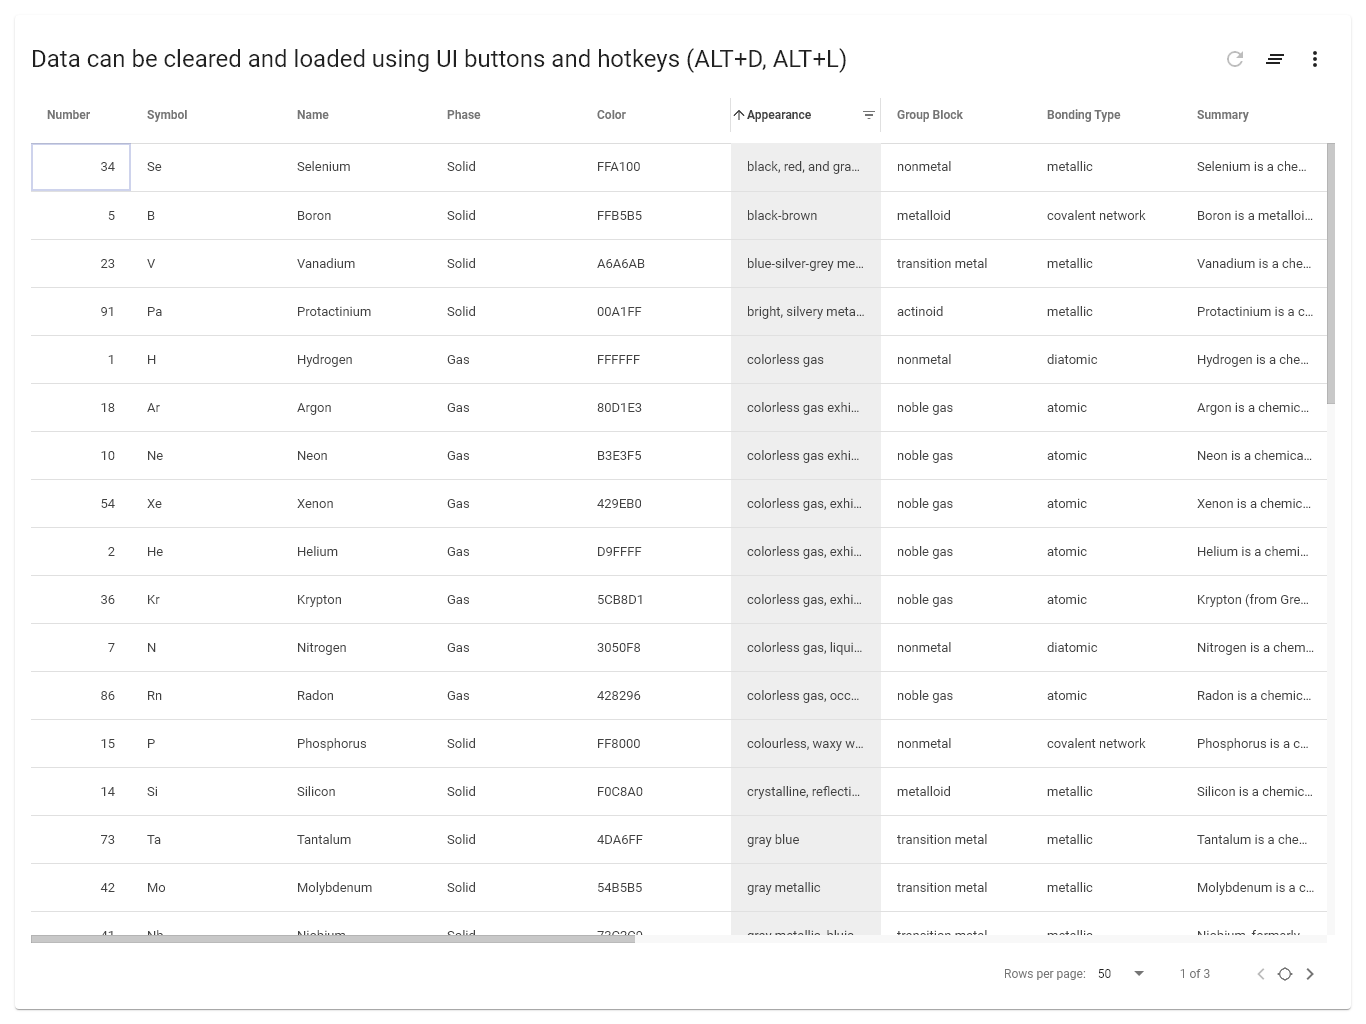 Data can be cleared and loaded using UI buttons and hotkeys (ALT+D, ALT+L)
Number Symbol Name Phase Color Appearance Group Block Bonding Type Summary
34 Se Selenium Solid FFA100 black, red, and gra... nonmetal metallic Selenium is a che...
5 B Boron Solid FFB5B5 black-brown metalloid covalent network Boron is a metalloi...
23 V Vanadium Solid A6A6AB blue-silver-grey me... transition metal metallic Vanadium is a che...
91 Pa Protactinium Solid 00A1FF bright, silvery meta... actinoid metallic Protactinium is a c...
1 H Hydrogen Gas FFFFFF colorless gas nonmetal diatomic Hydrogen is a che...
18 Ar Argon Gas 80D1E3 colorless gas exhi... noble gas atomic Argon is a chemic...
10 Ne Neon Gas B3E3F5 colorless gas exhi... noble gas atomic Neon is a chemica...
54 Xe Xenon Gas 429EB0 colorless gas, exhi... noble gas atomic Xenon is a chemic...
2 He Helium Gas D9FFFF colorless gas, exhi... noble gas atomic Helium is a chemi...
36 Kr Krypton Gas 5CB8D1 colorless gas, exhi... noble gas atomic Krypton (from Gre...
7 N Nitrogen Gas 3050F8 colorless gas, liqui... nonmetal diatomic Nitrogen is a chem...
86 Rn Radon Gas 428296 colorless gas, occ... noble gas atomic Radon is a chemic...
15 P Phosphorus Solid FF8000 colourless, waxy w... nonmetal covalent network Phosphorus is a c...
14 Si Silicon Solid F0C8A0 crystalline, reflecti... metalloid metallic Silicon is a chemic...
73 Ta Tantalum Solid 4DA6FF gray blue transition metal metallic Tantalum is a che...
42 Mo Molybdenum Solid 54B5B5 gray metallic transition metal metallic Molybdenum is a c...
41 Nb Niobium Solid transition metal metallic
Rows per page: 50 1 of 3